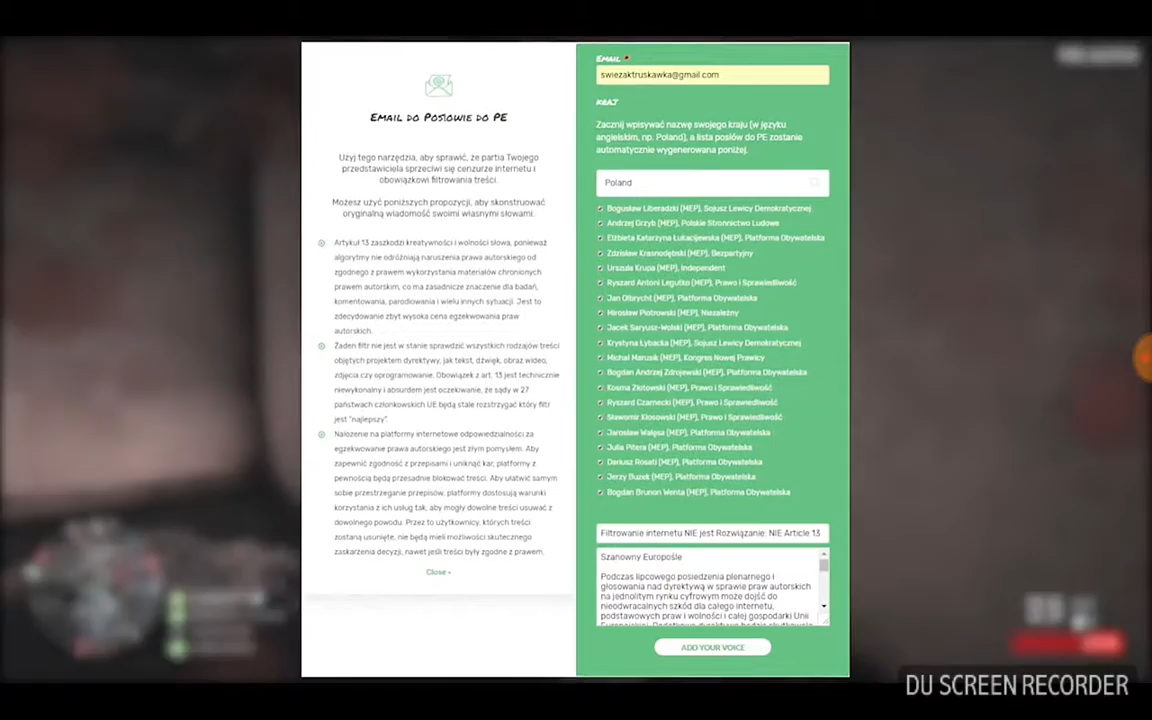 Email do Posłowie do PE
Użyj tego narzędzia, aby sprawić, że partia Twojego
przedstawiciela sprzeciwi się cenzurze internetu i
obowiązkowi filtrowania treści.
Możesz użyć poniższych propozycji, aby skonstruować
oryginalną wiadomość swoimi własnymi słowami.
Artykuł 13 zaszkodzi kreatywności i wolności słowa, ponieważ
algorytmy nie odróżniają naruszenia prawa autorskiego od
zgodnego z prawem wykorzystania materiałów chronionych
prawem autorskim, co ma zasadnicze znaczenie dla badań,
komentowania, parodiowania i wielu innych sytuacji. Jest to
zdecydowanie zbyt wysoka cena egzekwowania praw
autorskich.
Żaden filtr nie jest w stanie sprawdzić wszystkich rodzajów treści
objętych projektem dyrektywy, jak tekst, dźwięk, obraz wideo,
zdjęcia czy oprogramowanie. Obowiązek z art. 13 jest technicznie
niewykonalny i absurdem jest oczekiwanie, że sądy w 27
państwach członkowskich UE będą stale rozstrzygać który filtr
jest "najlepszy".
Nałożenie na platformy internetowe odpowiedzialności za
egzekwowanie prawa autorskiego jest złym pomysłem. Aby
zapewnić zgodność z przepisami i uniknąć kar, platformy z
pewnością będą przesadnie blokować treści. Aby ułatwić samym
sobie przestrzeganie przepisów, platformy dostosują warunki
korzystania z ich usług tak, aby mogły dowolne treści usuwać z
dowolnego powodu. Przez to użytkownicy, których treści
zostaną usunięte, nie będą mieli możliwości skutecznego
zaskarżenia decyzji, nawet jeśli treści były zgodne z prawem.
Close
Email *
swiezaktruskawka@gmail.com
Kraj
Zacznij wpisywać nazwę swojego kraju (w języku
angielskim, np. Poland), a lista posłów do PE zostanie
automatycznie wygenerowana poniżej.
Poland
Bogusław Liberadzki (MEP), Sojusz Lewicy Demokratycznej
Andrzej Grzyb (MEP), Polskie Stronnictwo Ludowe
Elżbieta Katarzyna Łukacijewska (MEP), Platforma Obywatelska
Zdzisław Krasnodębski (MEP), Bezpartyjny
Urszula Krupa (MEP), Independent
Ryszard Antoni Legutko (MEP), Prawo i Sprawiedliwość
Jan Olbrycht (MEP), Platforma Obywatelska
Mirosław Piotrowski (MEP), Niezależny
Jacek Saryusz-Wolski (MEP), Platforma Obywatelska
Krystyna Łybacka (MEP), Sojusz Lewicy Demokratycznej
Michał Marusik (MEP), Kongres Nowej Prawicy
Bogdan Andrzej Zdrojewski (MEP), Platforma Obywatelska
Kosma Złotowski (MEP), Prawo i Sprawiedliwość
Ryszard Czarnecki (MEP), Prawo i Sprawiedliwość
Sławomir Kłosowski (MEP), Prawo i Sprawiedliwość
Jarosław Wałęsa (MEP), Platforma Obywatelska
Julia Pitera (MEP), Platforma Obywatelska
Dariusz Rosati (MEP), Platforma Obywatelska
Jerzy Buzek (MEP), Platforma Obywatelska
Bogdan Brunon Wenta (MEP), Platforma Obywatelska
Filtrowanie internetu NIE jest Rozwiązanie: NIE Article 13
Szanowny Europośle
Podczas lipcowego posiedzenia plenarnego i
głosowania nad dyrektywą w sprawie praw autorskich
na jednolitym rynku cyfrowym może dojść do
nieodwracalnych szkód dla całego internetu,
podstawowych praw i wolności i całej gospodarki Unii
ADD YOUR VOICE
DU SCREEN RECORDER